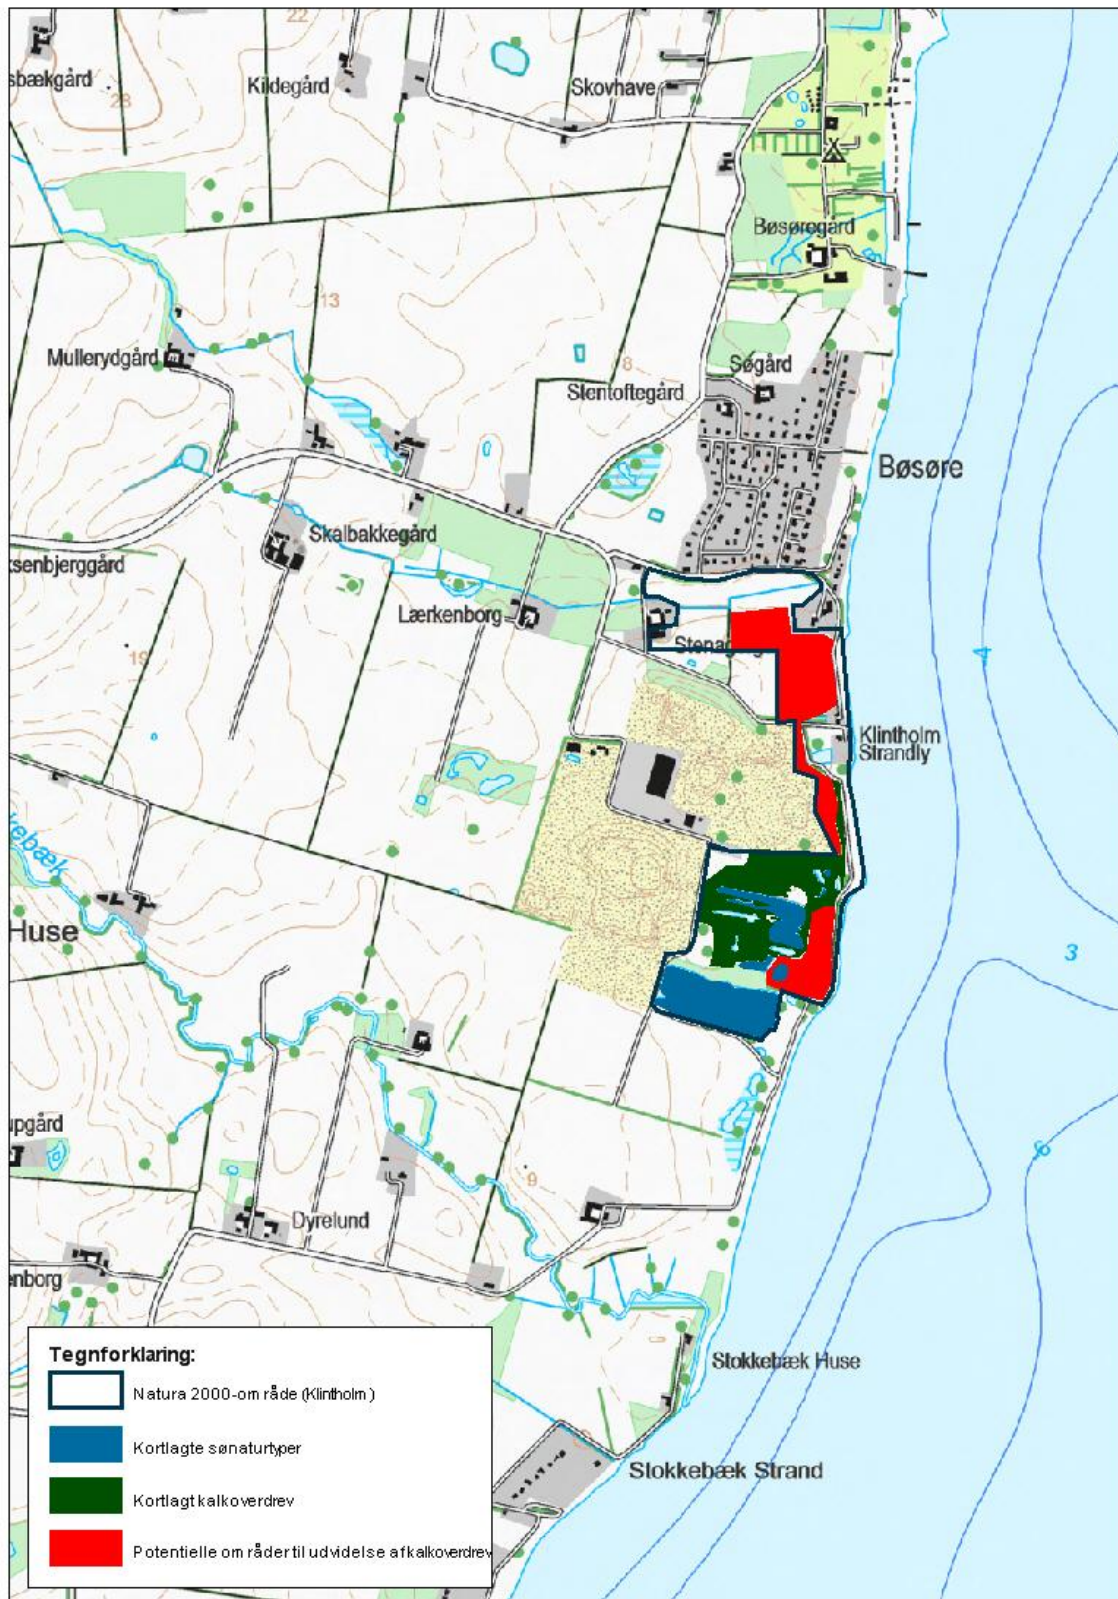 22
sbækgård
Kildegård
Skovhave
28
Bøsøregård
13
Mullerydgård
8
Søgård
Stentoftegård
Bøsøre
Skalbakkegård
ksenbjerggård
Lærkenborg
19
4
Klintholm
Strandly
kebæk
Huse
3
6
upgård
9
Dyrelund
enborg
Stokkebæk Huse
Stokkebæk Strand
Tegnforklaring:
Natura 2000-område (Klintholm)
Kortlagte sønaturtyper
Kortlagt kalkoverdrev
Potentielle områder til udvidelse af kalkoverdrev